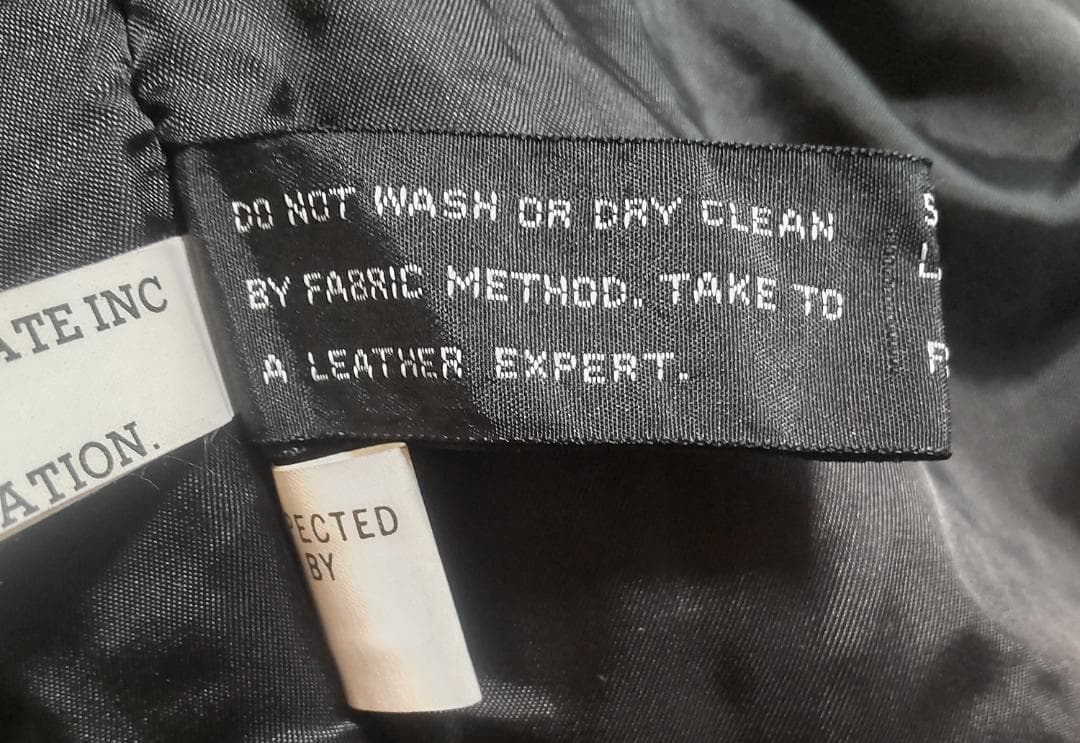 DO NOT WASH OR DRY CLEAN
BY FABRIC METHOD. TAKE TO
A LEATHER EXPERT.
S
L
R
ATE INC
ATION.
PECTED
BY